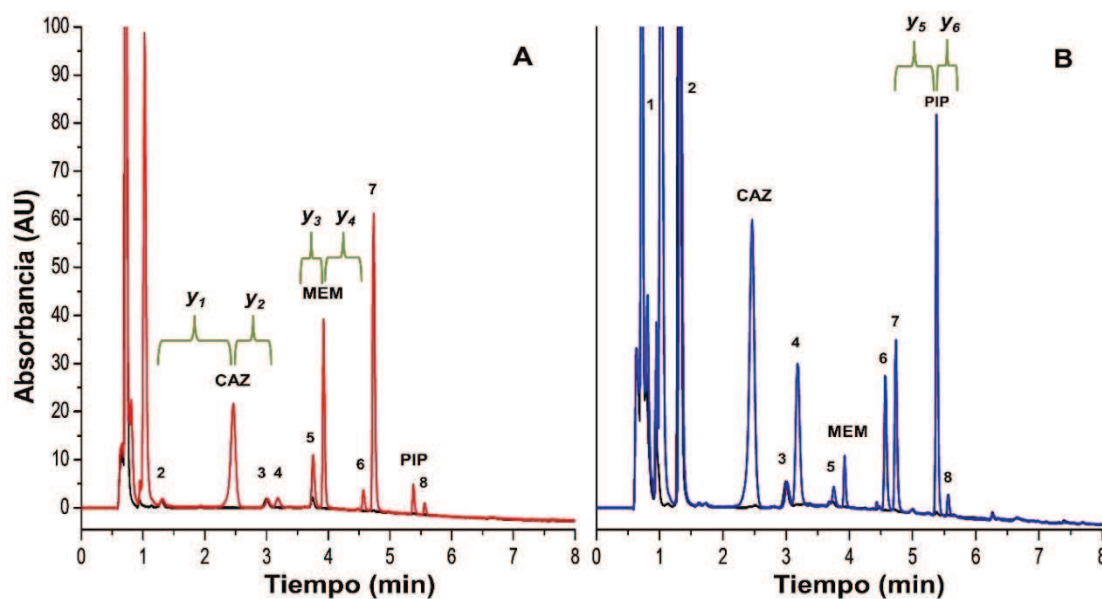 A
B
Absorbancia (AU)
100
90
80
70
60
50
40
30
20
10
0
y1
y2
y3
y4
CAZ
MEM
PIP
2
3
4
5
6
7
8
0 1 2 3 4 5 6 7 8
Tiempo (min)
y5
y6
PIP
1
2
CAZ
3
4
MEM
5
6
7
8
0 1 2 3 4 5 6 7 8
Tiempo (min)